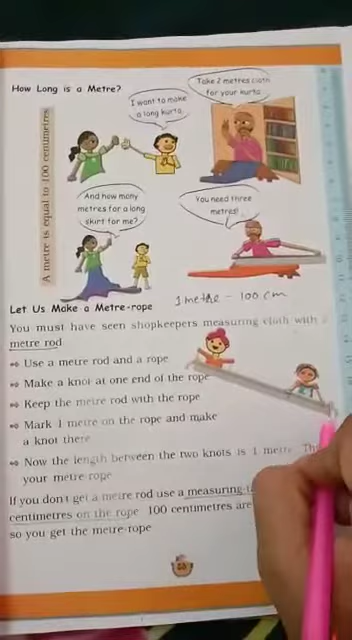 How Long is a Metre?
Take 2 metres cloth
for your kurta.
I want to make
a long kurta.
A metre is equal to 100 centimetres
And how many
metres for a long
skirt for me?
You need three
metres!
1 metre - 100 cm
Let Us Make a Metre-rope
You must have seen shopkeepers measuring cloth with
metre rod
Use a metre rod and a rope
Make a knot at one end of the rope
Keep the metre rod with the rope
Mark 1 metre on the rope and make
a knot there
Now the length between the two knots is 1 metre. Th
your metre-rope
If you don't get a metre rod use a measuring-t
centimetres on the rope 100 centimetres are
so you get the metre-rope